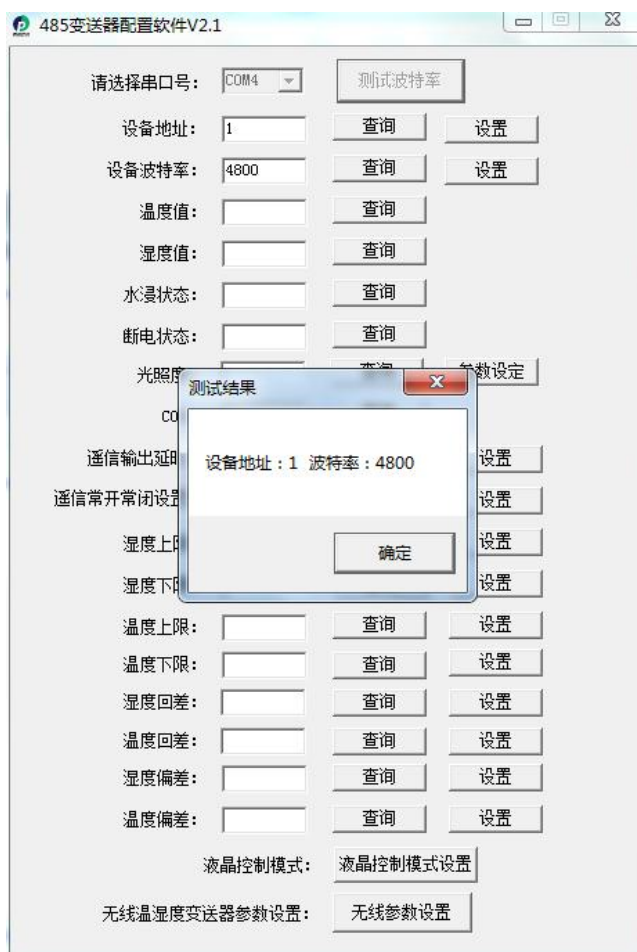 485变送器配置软件V2.1
请选择串口号： COM4 测试波特率
设备地址： 1 查询 设置
设备波特率： 4800 查询 设置
温度值： 查询
湿度值： 查询
水浸状态： 查询
断电状态： 查询
光照度 查询 参数设定
测试结果
CO
遥信输出延时 设置
设备地址：1 波特率：4800
遥信常开常闭设置 设置
湿度上限 设置
确定
湿度下限 设置
温度上限： 查询 设置
温度下限： 查询 设置
湿度回差： 查询 设置
温度回差： 查询 设置
湿度偏差： 查询 设置
温度偏差： 查询 设置
液晶控制模式： 液晶控制模式设置
无线温湿度变送器参数设置： 无线参数设置